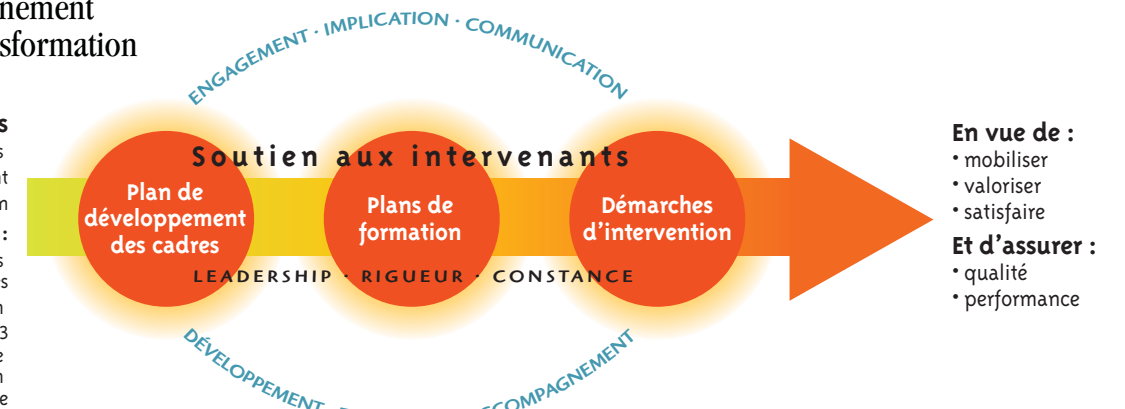 nement
sformation
ENGAGEMENT · IMPLICATION · COMMUNICATION
Soutien aux intervenants
Plan de
développement
des cadres
Plans de
formation
Démarches
d'intervention
LEADERSHIP · RIGUEUR · CONSTANCE
DÉVELOPPEMENT
COMPAGNEMENT
En vue de :
• mobiliser
• valoriser
• satisfaire
Et d'assurer :
• qualité
• performance